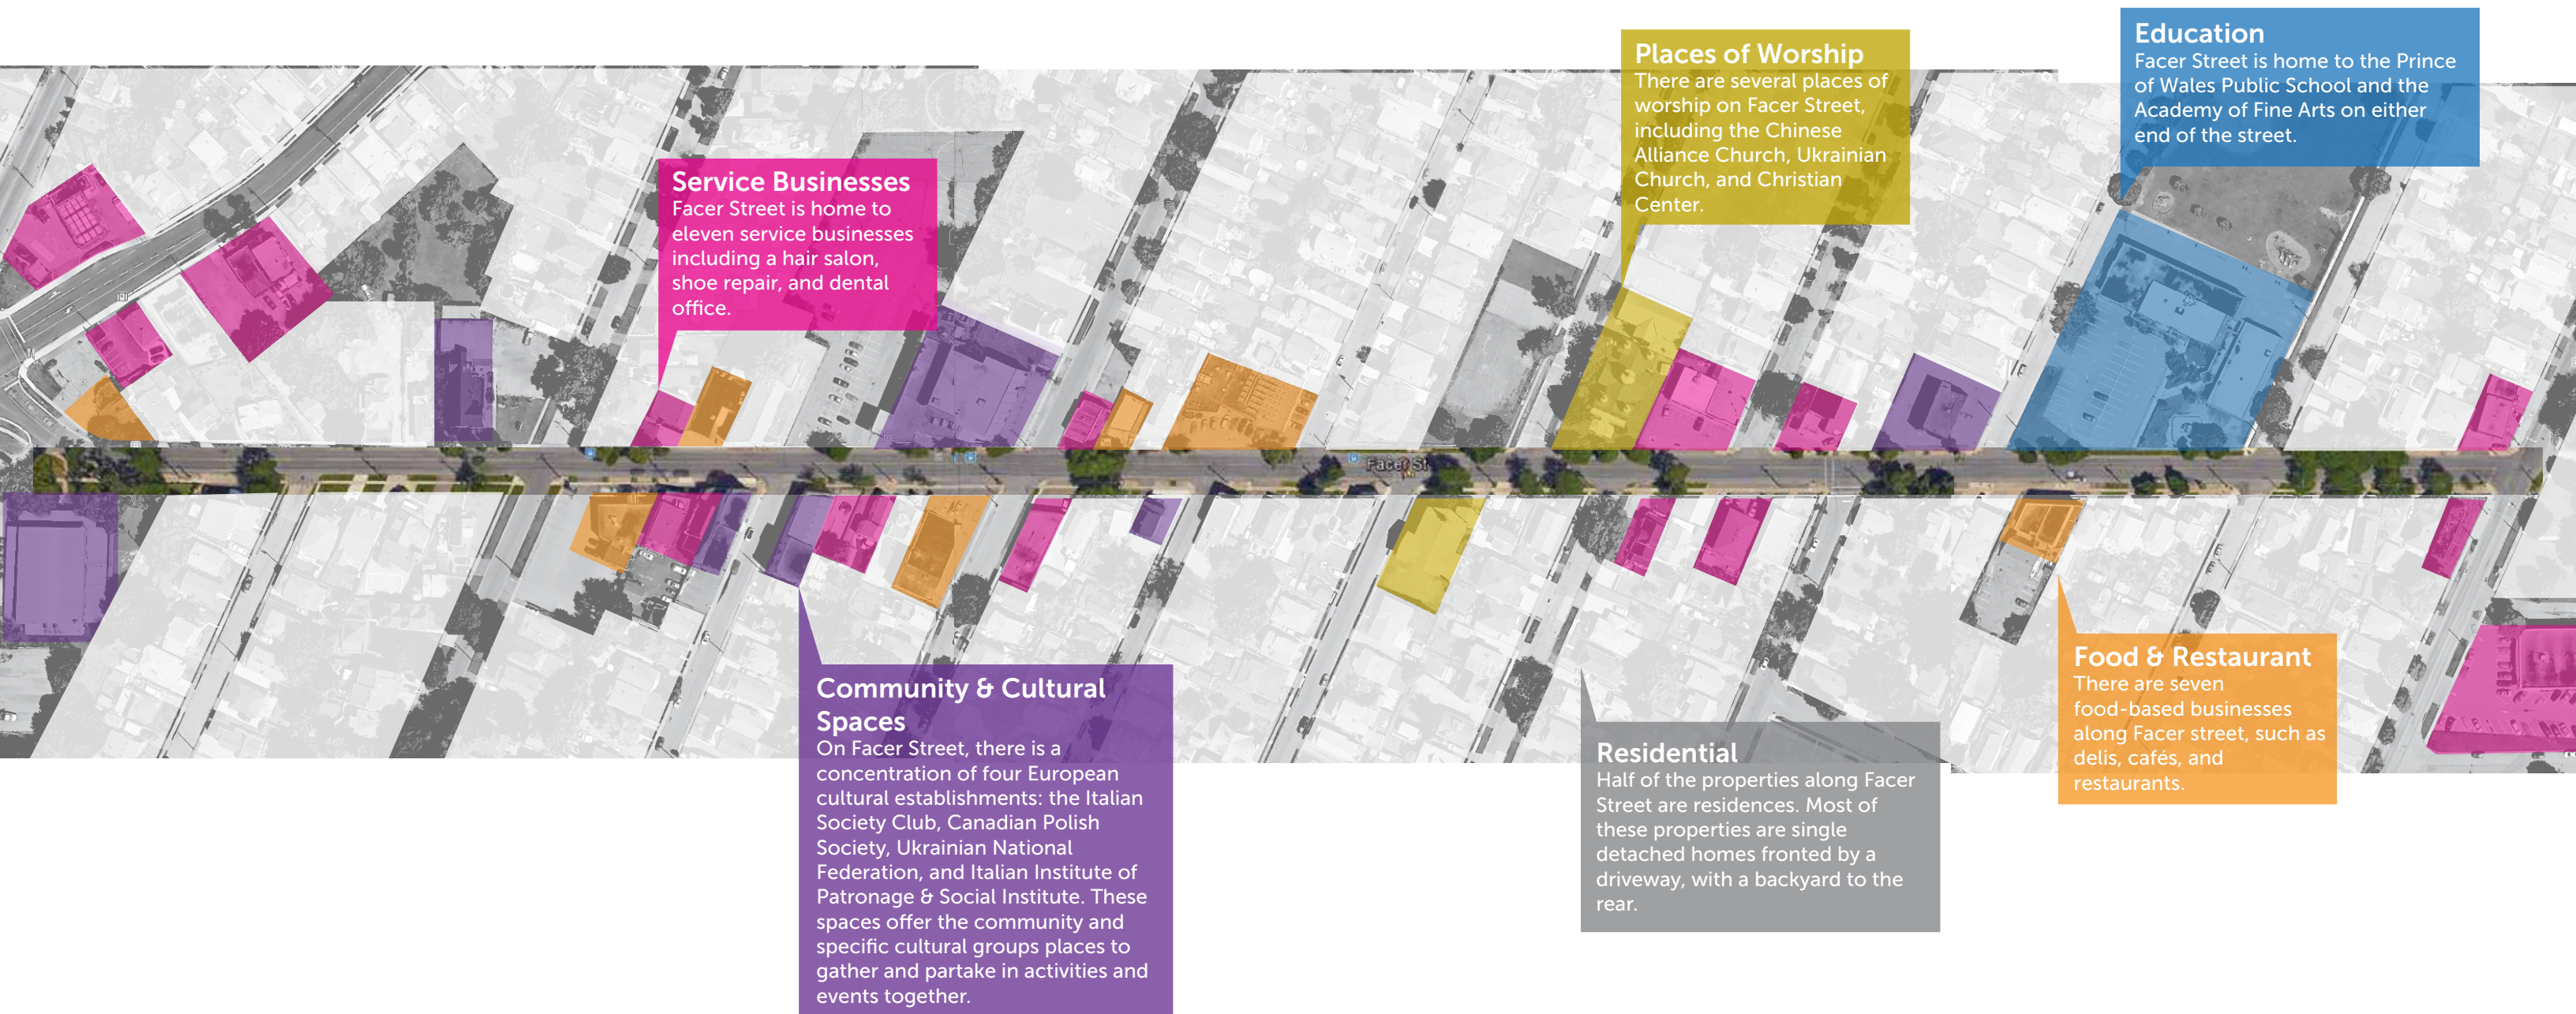 Education
Facer Street is home to the Prince
of Wales Public School and the
Academy of Fine Arts on either
end of the street.
Places of Worship
There are several places of
worship on Facer Street,
including the Chinese
Alliance Church, Ukrainian
Church, and Christian
Center.
Service Businesses
Facer Street is home to
eleven service businesses
including a hair salon,
shoe repair, and dental
office.
Facer St
Community & Cultural
Spaces
On Facer Street, there is a
concentration of four European
cultural establishments: the Italian
Society Club, Canadian Polish
Society, Ukrainian National
Federation, and Italian Institute of
Patronage & Social Institute. These
spaces offer the community and
specific cultural groups places to
gather and partake in activities and
events together.
Residential
Half of the properties along Facer
Street are residences. Most of
these properties are single
detached homes fronted by a
driveway, with a backyard to the
rear.
Food & Restaurant
There are seven
food-based businesses
along Facer street, such as
delis, cafés, and
restaurants.